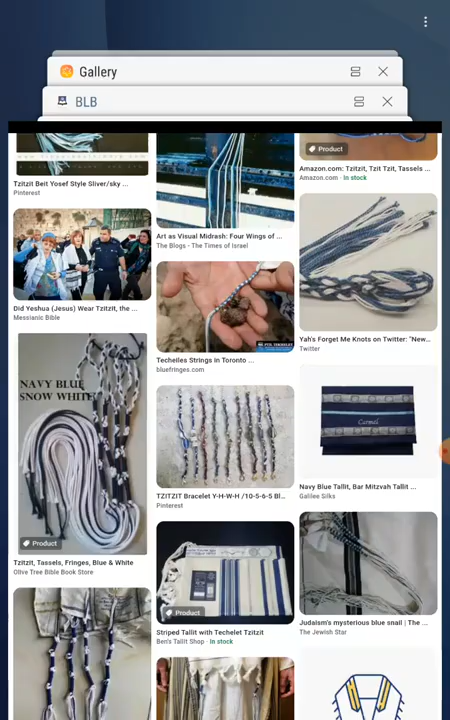 Gallery
BLB
Tzitzit Beit Yosef Style Sliver/sky ...
Pinterest
Did Yeshua (Jesus) Wear Tzitzit, the ...
Messianic Bible
NAVY BLUE
SNOW WHITE
Product
Tzitzit, Tassels, Fringes, Blue & White
Olive Tree Bible Book Store
Art as Visual Midrash: Four Wings of ...
The Blogs - The Times of Israel
Techelles Strings in Toronto ...
bluefringes.com
TZITZIT Bracelet Y-H-W-H /10-5-6-5 Bl...
Pinterest
Product
Striped Tallit with Techelet Tzitzit
Ben's Tallit Shop · In stock
Product
Amazon.com: Tzitzit, Tzit Tzit, Tassels ...
Amazon.com · In stock
Yah's Forget Me Knots on Twitter: "New...
Twitter
Carmel
Navy Blue Tallit, Bar Mitzvah Tallit ...
Galilee Silks
Judaism's mysterious blue snail | The ...
The Jewish Star